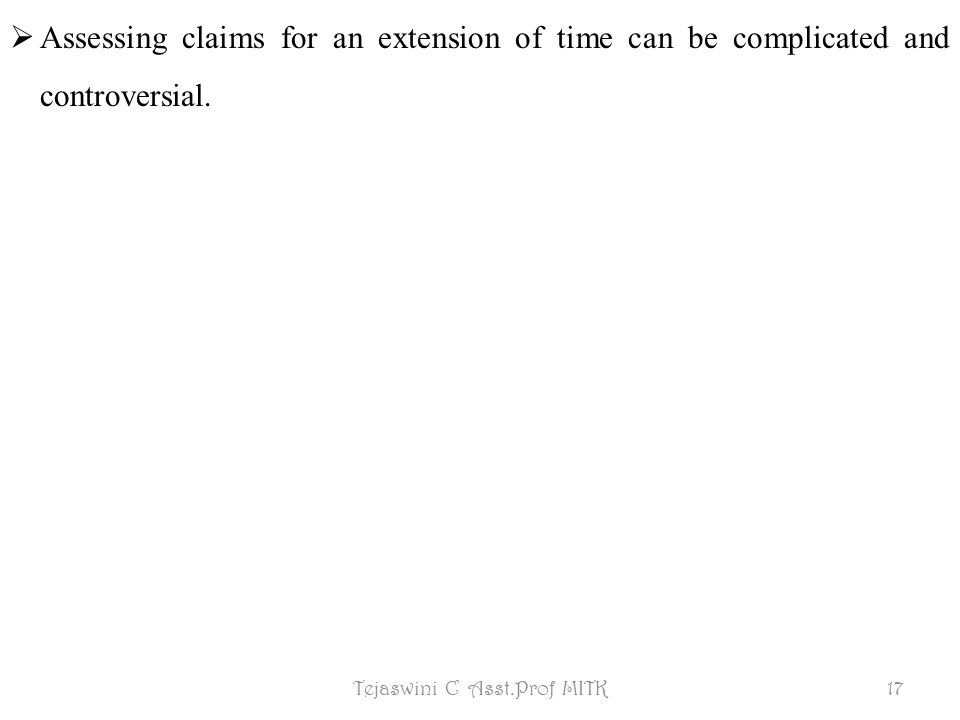 ➢ Assessing claims for an extension of time can be complicated and
controversial.
Tejaswini C Asst.Prof MITK 17